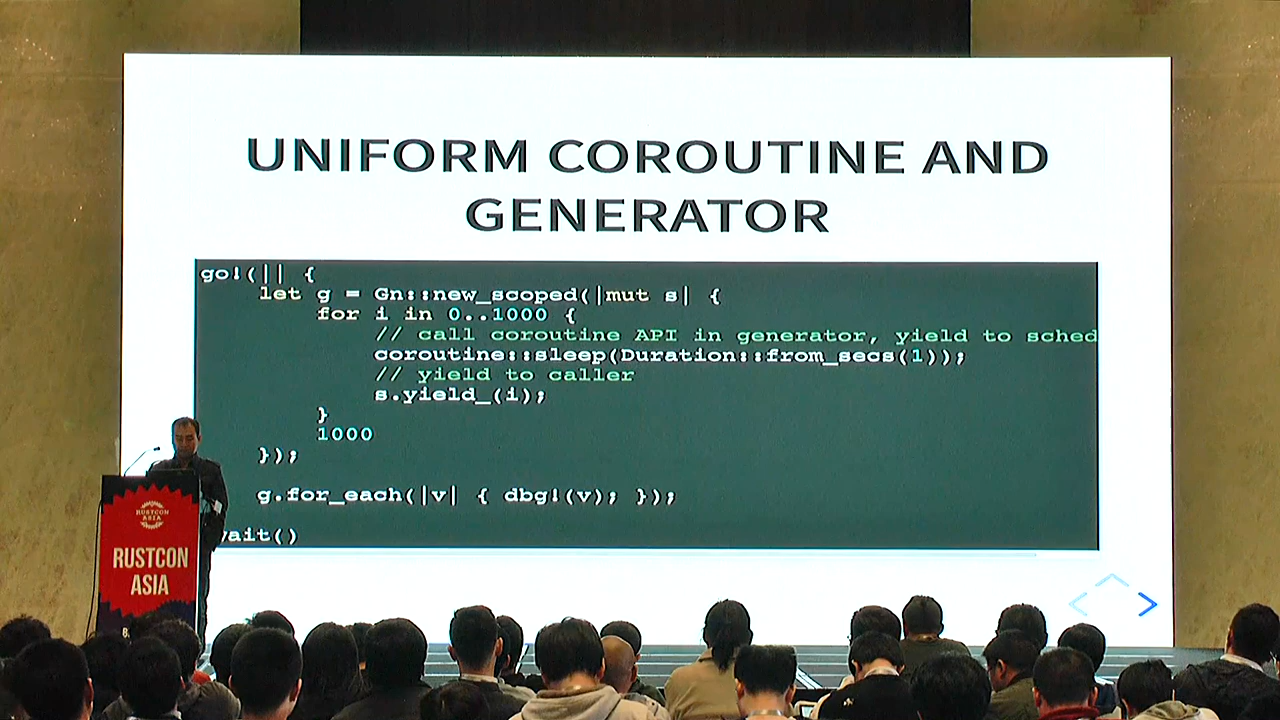 UNIFORM COROUTINE AND
GENERATOR
go!(|| {
let g = Gn::new_scoped(|mut s| {
for i in 0..1000 {
// call coroutine API in generator, yield to sched
coroutine::sleep(Duration::from_secs(1));
// yield to caller
s.yield_(i);
}
1000
});
g.for_each(|v| { dbg!(v); });
wait()
RUSTCON
ASIA
RUSTCON
ASIA